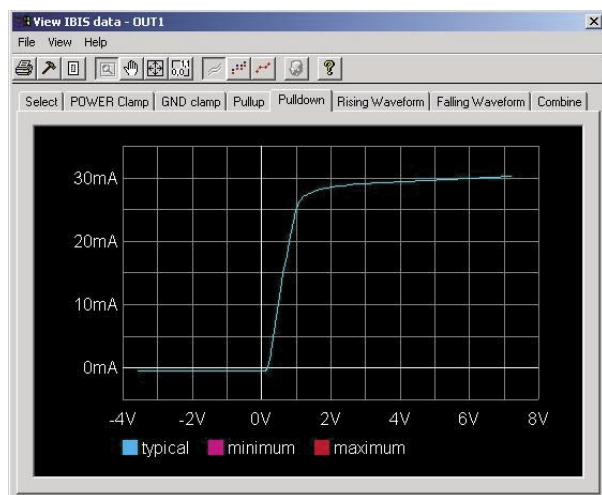 View IBIS data - OUT1
File View Help
Select POWER Clamp GND clamp Pullup Pulldown Rising Waveform Falling Waveform Combine
30mA
20mA
10mA
0mA
-4V -2V 0V 2V 4V 6V 8V
typical minimum maximum